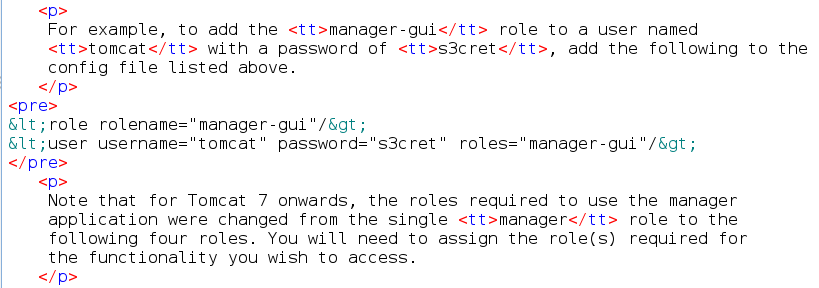 <p>
For example, to add the <tt>manager-gui</tt> role to a user named
<tt>tomcat</tt> with a password of <tt>s3cret</tt>, add the following to the
config file listed above.
</p>
<pre>
&lt;role rolename="manager-gui"/&gt;
&lt;user username="tomcat" password="s3cret" roles="manager-gui"/&gt;
</pre>
<p>
Note that for Tomcat 7 onwards, the roles required to use the manager
application were changed from the single <tt>manager</tt> role to the
following four roles. You will need to assign the role(s) required for
the functionality you wish to access.
</p>